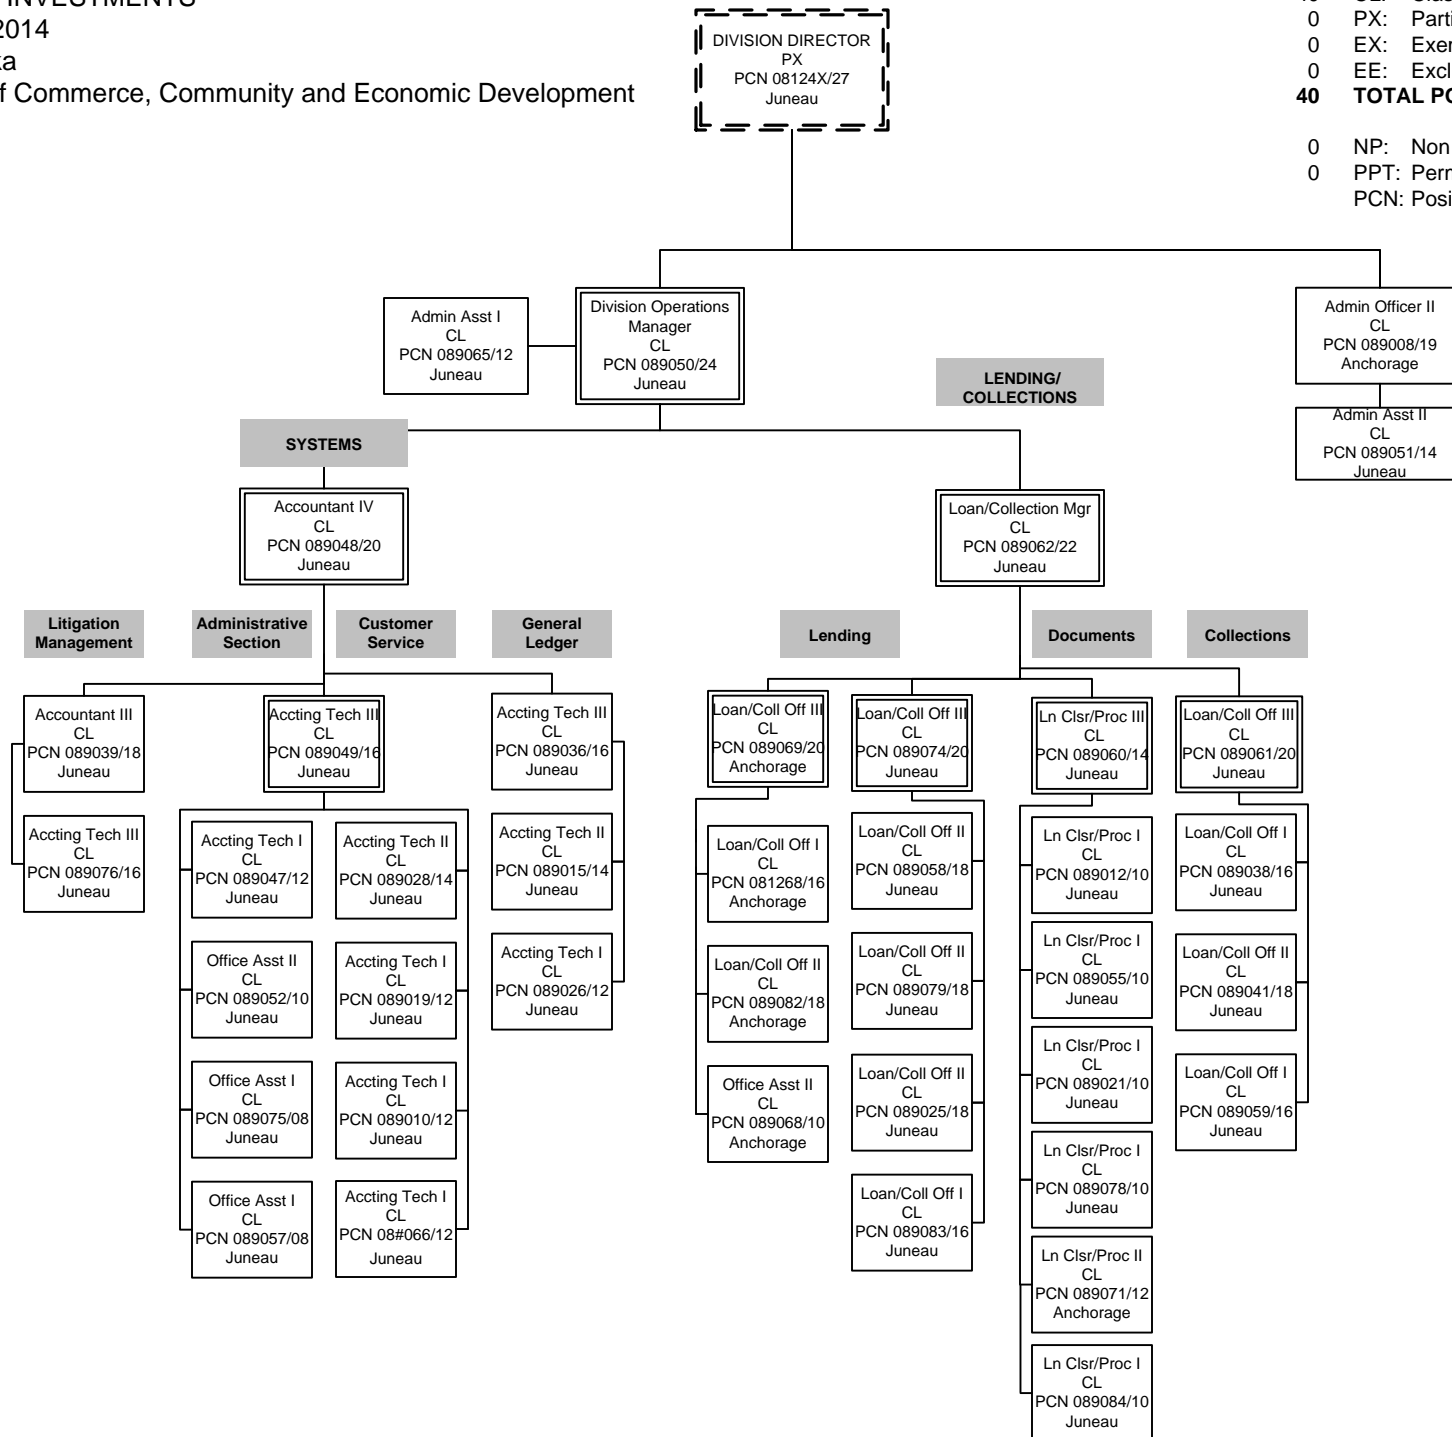 INVESTMENTS
2014
f Commerce, Community and Economic Development
0 PX:
0 EX:
0 EE:
40 TOTAL
0 NP: Non
0 PPT:
PCN:
DIVISION DIRECTOR
PX
PCN 08124X/27
Juneau
Admin Asst I
CL
PCN 089065/12
Juneau
Division Operations
Manager
CL
PCN 089050/24
Juneau
Admin Officer II
CL
PCN 089008/19
Anchorage
Admin Asst II
CL
PCN 089051/14
Juneau
LENDING/
COLLECTIONS
SYSTEMS
Accountant IV
CL
PCN 089048/20
Juneau
Loan/Collection Mgr
CL
PCN 089062/22
Juneau
Litigation
Management
Administrative
Section
Customer
Service
General
Ledger
Lending
Documents
Collections
Accountant III
CL
PCN 089039/18
Juneau
Accting Tech III
CL
PCN 089076/16
Juneau
Accting Tech III
CL
PCN 089049/16
Juneau
Accting Tech I
CL
PCN 089047/12
Juneau
Office Asst II
CL
PCN 089052/10
Juneau
Office Asst I
CL
PCN 089075/08
Juneau
Office Asst I
CL
PCN 089057/08
Juneau
Accting Tech II
CL
PCN 089028/14
Juneau
Accting Tech I
CL
PCN 089019/12
Juneau
Accting Tech I
CL
PCN 089010/12
Juneau
Accting Tech I
CL
PCN 08#066/12
Juneau
Accting Tech III
CL
PCN 089036/16
Juneau
Accting Tech II
CL
PCN 089015/14
Juneau
Accting Tech I
CL
PCN 089026/12
Juneau
Loan/Coll Off III
CL
PCN 089069/20
Anchorage
Loan/Coll Off I
CL
PCN 081268/16
Anchorage
Loan/Coll Off II
CL
PCN 089082/18
Anchorage
Office Asst II
CL
PCN 089068/10
Anchorage
Loan/Coll Off III
CL
PCN 089074/20
Juneau
Loan/Coll Off II
CL
PCN 089058/18
Juneau
Loan/Coll Off II
CL
PCN 089079/18
Juneau
Loan/Coll Off II
CL
PCN 089025/18
Juneau
Loan/Coll Off I
CL
PCN 089083/16
Juneau
Ln Clsr/Proc III
CL
PCN 089060/14
Juneau
Ln Clsr/Proc I
CL
PCN 089012/10
Juneau
Ln Clsr/Proc I
CL
PCN 089055/10
Juneau
Ln Clsr/Proc I
CL
PCN 089021/10
Juneau
Ln Clsr/Proc I
CL
PCN 089078/10
Juneau
Ln Clsr/Proc II
CL
PCN 089071/12
Anchorage
Ln Clsr/Proc I
CL
PCN 089084/10
Juneau
Loan/Coll Off III
CL
PCN 089061/20
Juneau
Loan/Coll Off I
CL
PCN 089038/16
Juneau
Loan/Coll Off II
CL
PCN 089041/18
Juneau
Loan/Coll Off I
CL
PCN 089059/16
Juneau